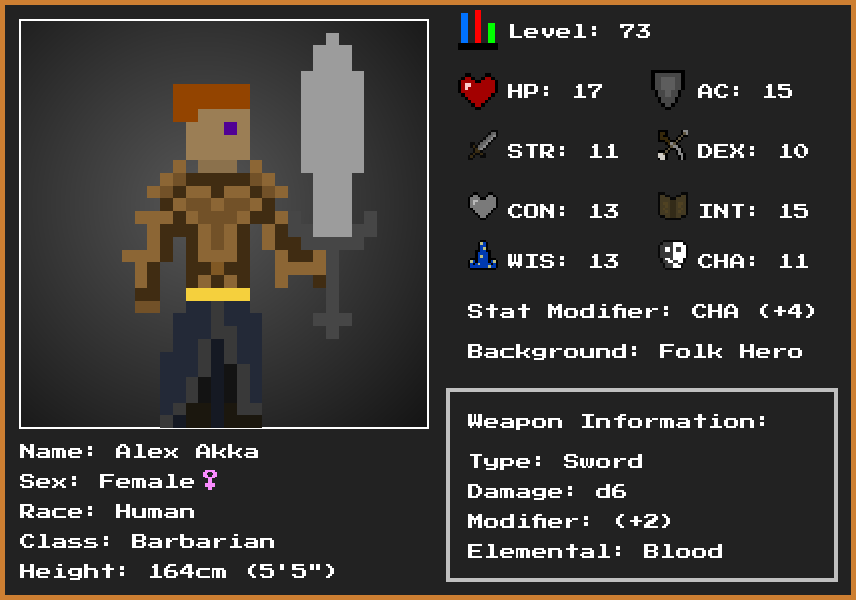 Level: 73
HP: 17 AC: 15
STR: 11 DEX: 10
CON: 13 INT: 15
WIS: 13 CHA: 11
Stat Modifier: CHA (+4)
Background: Folk Hero
Weapon Information:
Type: Sword
Damage: d6
Modifier: (+2)
Elemental: Blood
Name: Alex Akka
Sex: Female♀
Race: Human
Class: Barbarian
Height: 164cm (5'5")